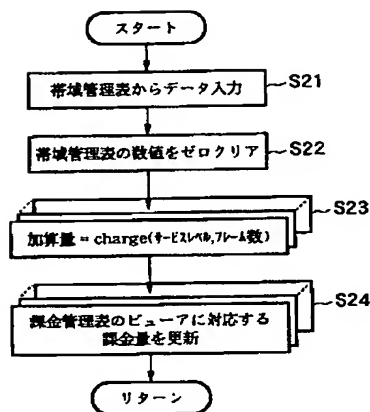 スタート
帯域管理表からデータ入力
S21
帯域管理表の数値をゼロクリア
S22
S23
加算量 = charge(サービスレベル,フレーム数)
S24
課金管理表のビューアに対応する
課金量を更新
リターン